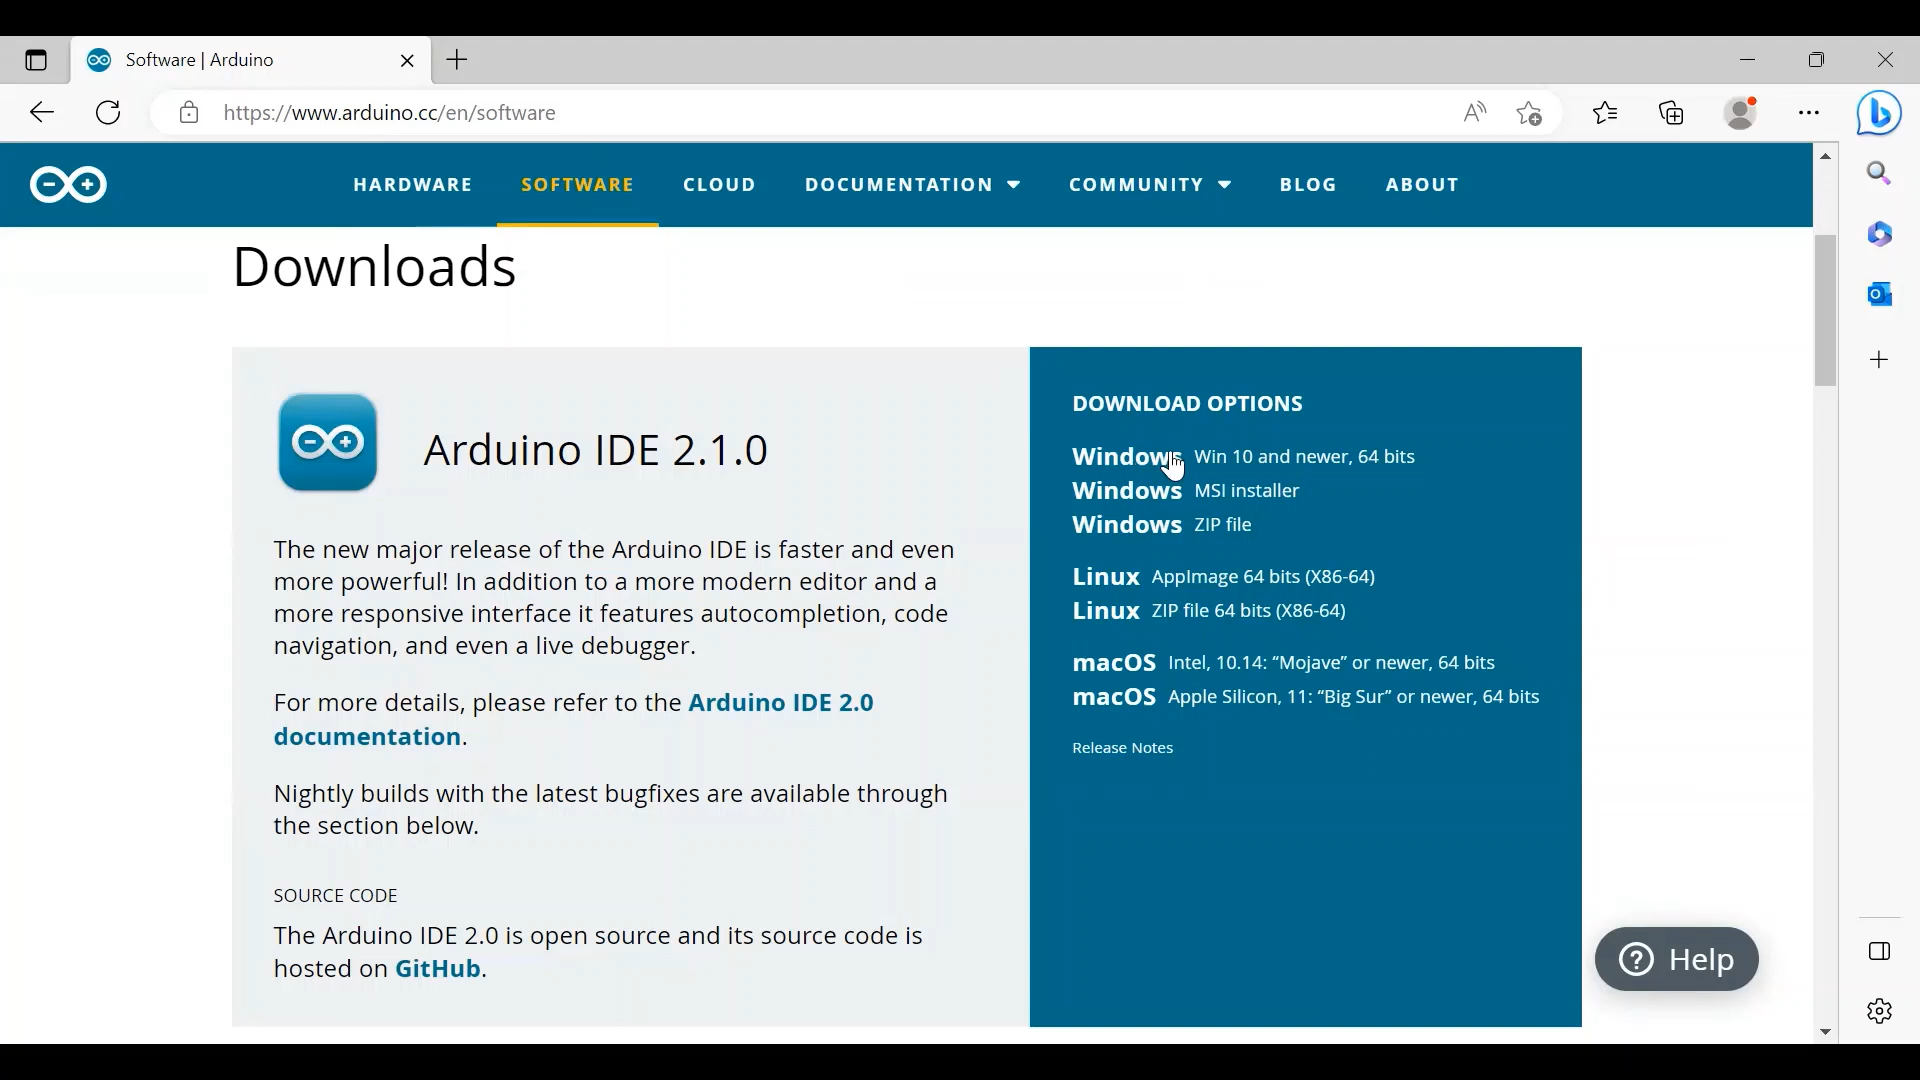 Software | Arduino
https://www.arduino.cc/en/software
HARDWARE SOFTWARE CLOUD DOCUMENTATION COMMUNITY BLOG ABOUT
Downloads
Arduino IDE 2.1.0
The new major release of the Arduino IDE is faster and even
more powerful! In addition to a more modern editor and a
more responsive interface it features autocompletion, code
navigation, and even a live debugger.
For more details, please refer to the Arduino IDE 2.0
documentation.
Nightly builds with the latest bugfixes are available through
the section below.
SOURCE CODE
The Arduino IDE 2.0 is open source and its source code is
hosted on GitHub.
DOWNLOAD OPTIONS
Windows Win 10 and newer, 64 bits
Windows MSI installer
Windows ZIP file
Linux AppImage 64 bits (X86-64)
Linux ZIP file 64 bits (X86-64)
macOS Intel, 10.14: “Mojave” or newer, 64 bits
macOS Apple Silicon, 11: “Big Sur” or newer, 64 bits
Release Notes
Help